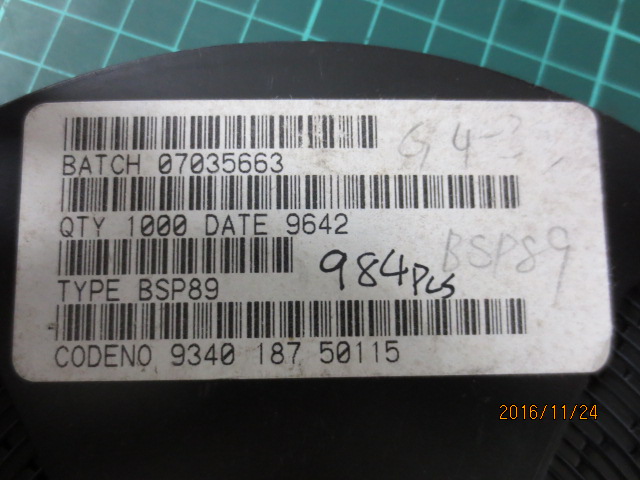 BATCH 07035663
QTY 1000 DATE 9642
984pcs
BSP89
TYPE BSP89
CODENO 9340 187 50115
2016/11/24